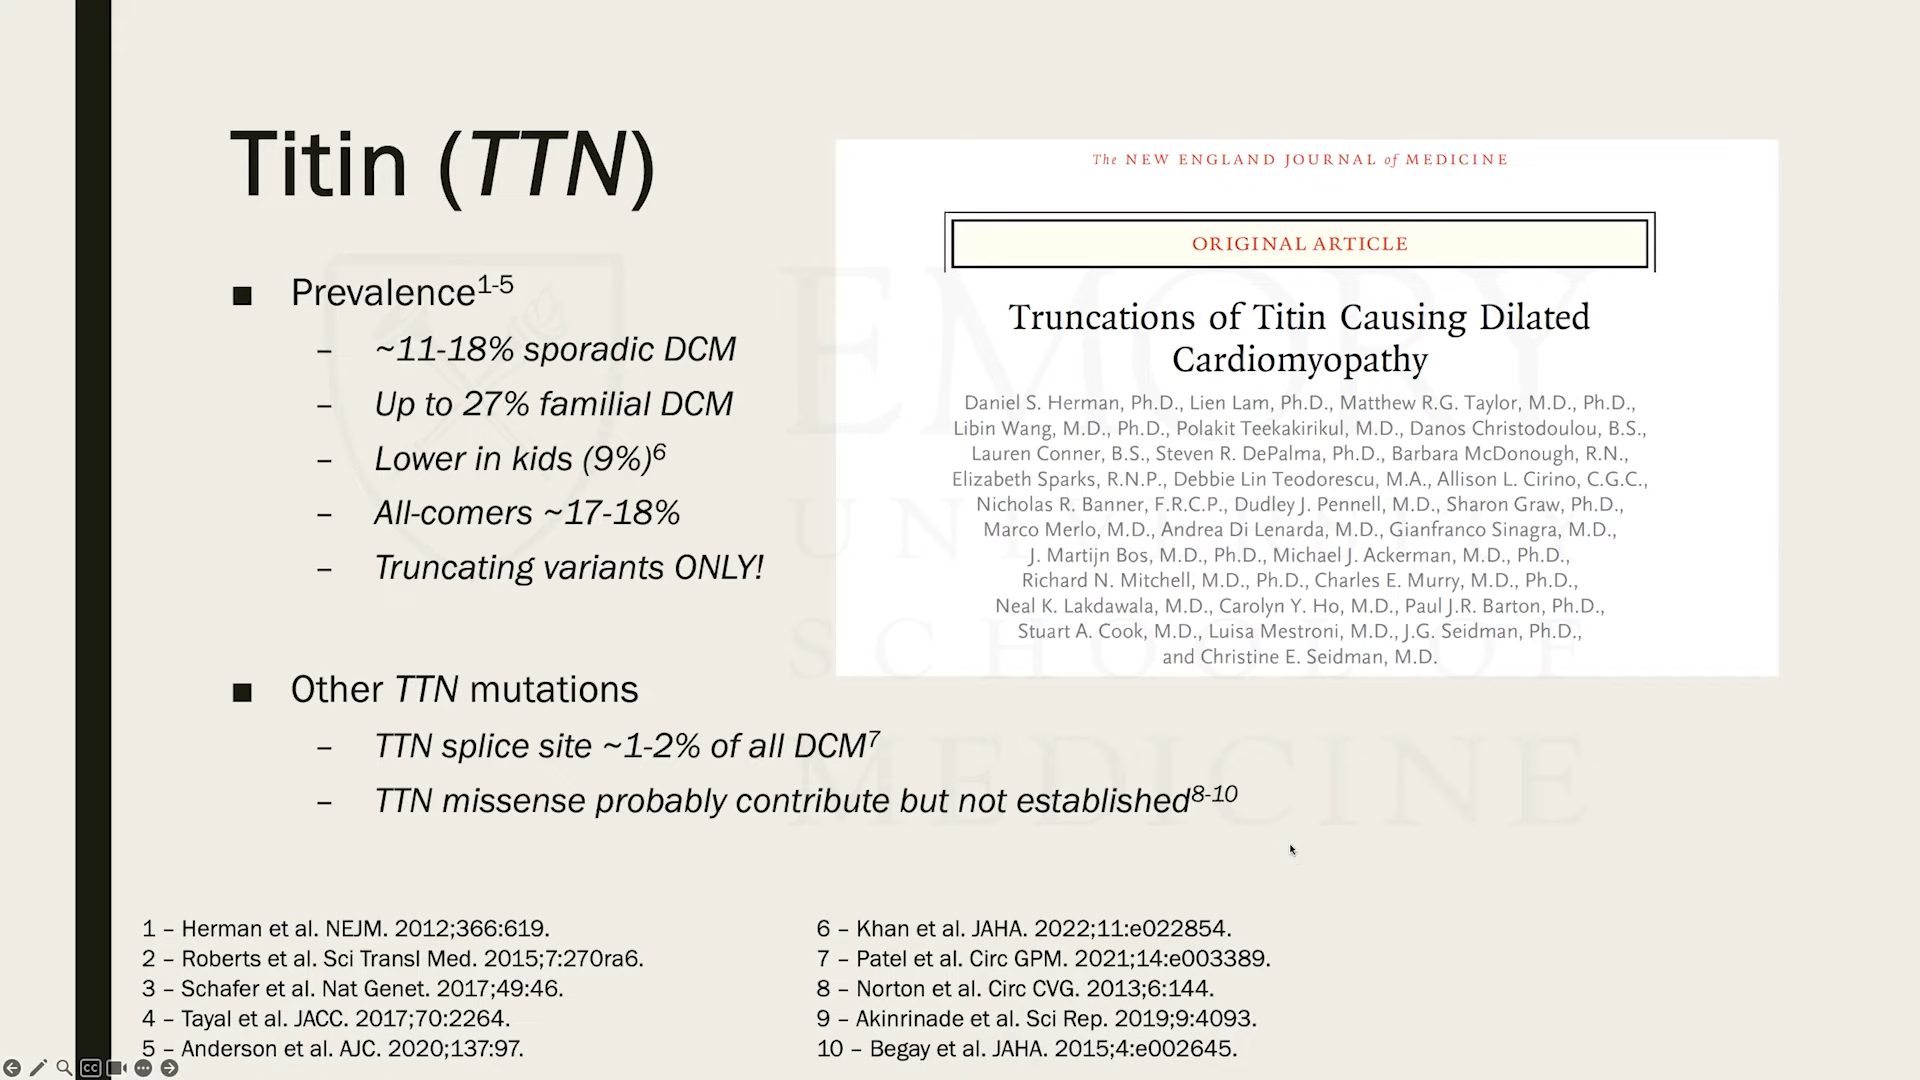 Titin (TTN)
■ Prevalence1-5
– ~11-18% sporadic DCM
– Up to 27% familial DCM
– Lower in kids (9%)6
– All-comers ~17-18%
– Truncating variants ONLY!
■ Other TTN mutations
– TTN splice site ~1-2% of all DCM7
– TTN missense probably contribute but not established8-10
The NEW ENGLAND JOURNAL of MEDICINE
ORIGINAL ARTICLE
Truncations of Titin Causing Dilated
Cardiomyopathy
Daniel S. Herman, Ph.D., Lien Lam, Ph.D., Matthew R.G. Taylor, M.D., Ph.D.,
Libin Wang, M.D., Ph.D., Polakit Teekakirikul, M.D., Danos Christodoulou, B.S.,
Lauren Conner, B.S., Steven R. DePalma, Ph.D., Barbara McDonough, R.N.,
Elizabeth Sparks, R.N.P., Debbie Lin Teodorescu, M.A., Allison L. Cirino, C.G.C.,
Nicholas R. Banner, F.R.C.P., Dudley J. Pennell, M.D., Sharon Graw, Ph.D.,
Marco Merlo, M.D., Andrea Di Lenarda, M.D., Gianfranco Sinagra, M.D.,
J. Martijn Bos, M.D., Ph.D., Michael J. Ackerman, M.D., Ph.D.,
Richard N. Mitchell, M.D., Ph.D., Charles E. Murry, M.D., Ph.D.,
Neal K. Lakdawala, M.D., Carolyn Y. Ho, M.D., Paul J.R. Barton, Ph.D.,
Stuart A. Cook, M.D., Luisa Mestroni, M.D., J.G. Seidman, Ph.D.,
and Christine E. Seidman, M.D.
EMORY
UNIVERSITY
SCHOOL OF
MEDICINE
1 – Herman et al. NEJM. 2012;366:619.
2 – Roberts et al. Sci Transl Med. 2015;7:270ra6.
3 – Schafer et al. Nat Genet. 2017;49:46.
4 – Tayal et al. JACC. 2017;70:2264.
5 – Anderson et al. AJC. 2020;137:97.
6 – Khan et al. JAHA. 2022;11:e022854.
7 – Patel et al. Circ GPM. 2021;14:e003389.
8 – Norton et al. Circ CVG. 2013;6:144.
9 – Akinrinade et al. Sci Rep. 2019;9:4093.
10 – Begay et al. JAHA. 2015;4:e002645.
CC